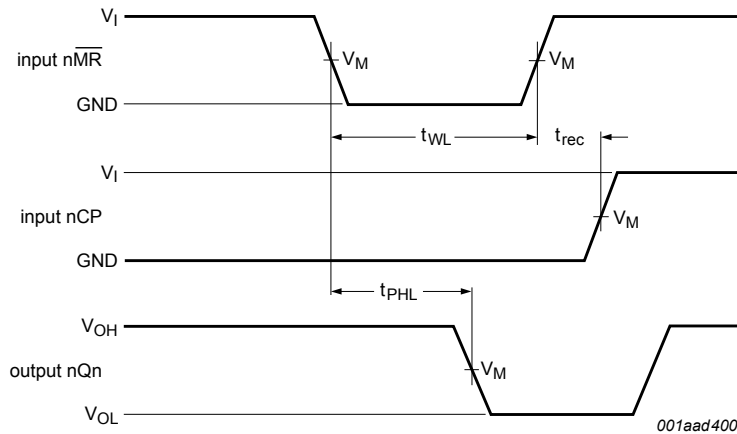 V_I
input nM̅R̅
V_M
V_M
GND
t_WL
t_rec
V_I
input nCP
V_M
GND
t_PHL
V_OH
output nQn
V_M
V_OL
001aad400